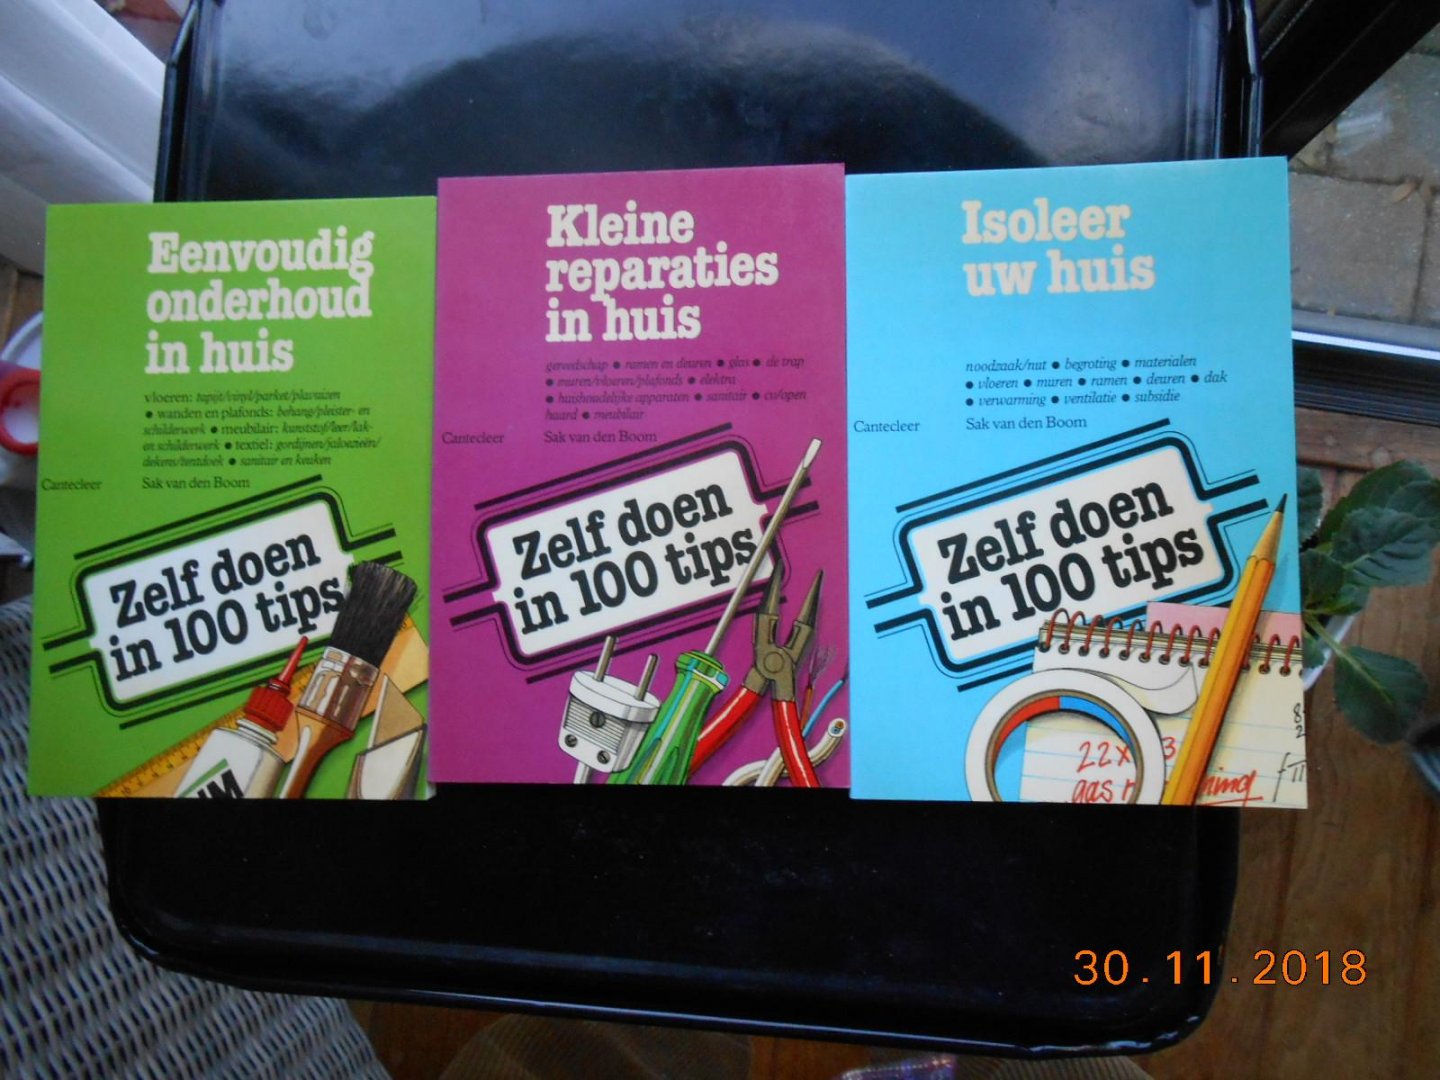 Eenvoudig
onderhoud
in huis
vloeren: tapijt/vinyl/parket/plavuizen
● wanden en plafonds: behang/pleister- en
schilderwerk ● meubilair: kunststof/leer/lak-
en schilderwerk ● textiel: gordijnen/jaloezieën/
dekens/tentdoek ● sanitair en keuken
Cantecleer Sak van den Boom
Zelf doen
in 100 tips
Kleine
reparaties
in huis
gereedschap ● ramen en deuren ● glas ● de trap
● muren/vloeren/plafonds ● elektra
● huishoudelijke apparaten ● sanitair ● cv/open
haard ● meubilair
Cantecleer Sak van den Boom
Zelf doen
in 100 tips
Isoleer
uw huis
noodzaak/nut ● begroting ● materialen
● vloeren ● muren ● ramen ● deuren ● dak
● verwarming ● ventilatie ● subsidie
Cantecleer Sak van den Boom
Zelf doen
in 100 tips
22x 3
gas
30.11.2018